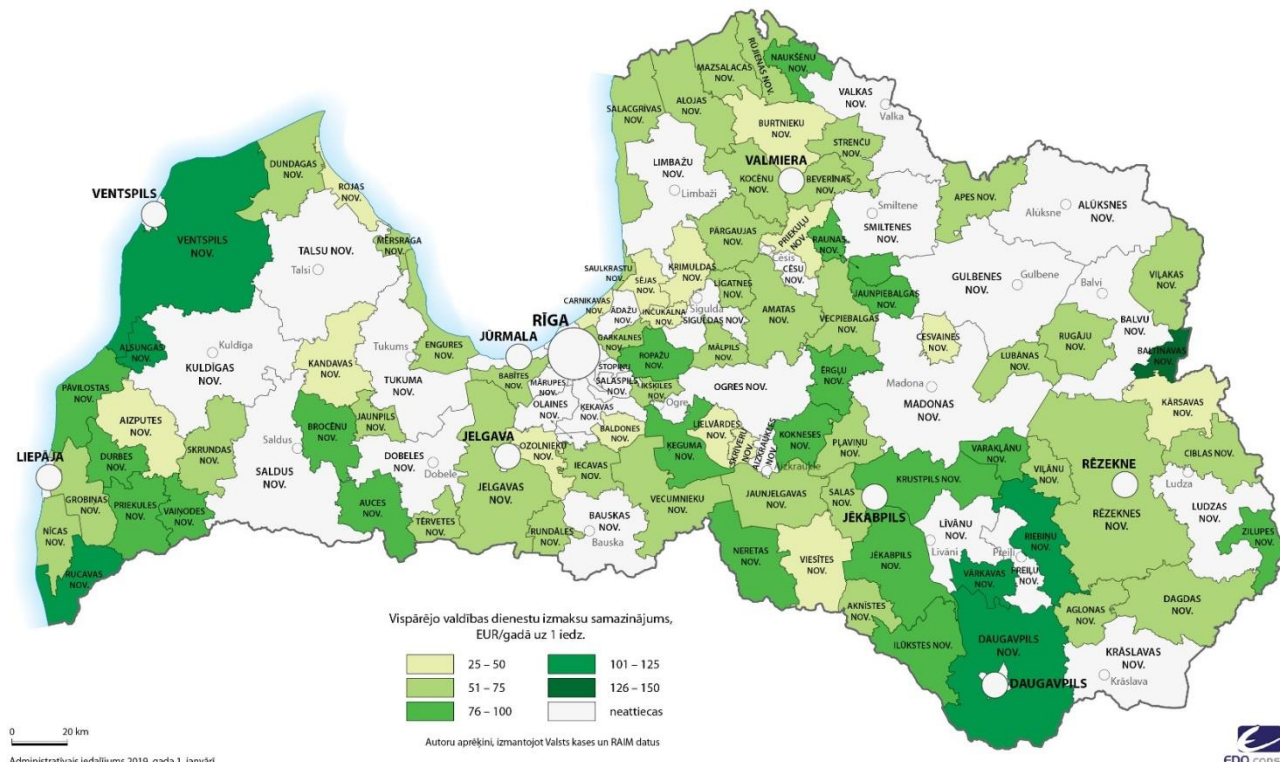 RŪJIENAS NOV.
NAUKŠĒNU
NOV.
MAZSALACAS
NOV.
VALKAS
NOV.
Valka
ALOJAS
NOV.
SALACGRĪVAS
NOV.
BURTNIEKU
NOV.
STRENČU
NOV.
LIMBAŽU
NOV.
Limbaži
VALMIERA
KOCĒNU
NOV.
BEVERĪNAS
NOV.
DUNDAGAS
NOV.
ROJAS
NOV.
VENTSPILS
VENTSPILS
NOV.
MĒRSRAGA
NOV.
TALSU NOV.
Talsi
APES NOV.
Alūksne
ALŪKSNES
NOV.
Smiltene
SMILTENES
NOV.
PĀRGAUJAS
NOV.
PRIEKUĻU
NOV.
RAUNAS
NOV.
Cēsis
CĒSU
NOV.
GULBENES
NOV.
Gulbene
Balvi
VIĻAKAS
NOV.
SAULKRASTU
NOV.
SĒJAS
NOV.
KRIMULDAS
NOV.
LĪGATNES
NOV.
JAUNPIEBALGAS
NOV.
CARNIKAVAS
NOV.
ĀDAŽU
NOV.
INČUKALNA
NOV.
Sigulda
SIGULDAS NOV.
AMATAS
NOV.
VECPIEBALGAS
NOV.
RUGĀJU
NOV.
BALVU
NOV.
BALTINAVAS
NOV.
RĪGA
JŪRMALA
GARKALNES
NOV.
ROPAŽU
NOV.
MĀLPILS
NOV.
CESVAINES
NOV.
LUBĀNAS
NOV.
ALSUNGAS
NOV.
Kuldīga
KULDĪGAS
NOV.
KANDAVAS
NOV.
Tukums
TUKUMA
NOV.
ENGURES
NOV.
BABĪTES
NOV.
MĀRUPES
NOV.
OLAINES
NOV.
STOPIŅU
NOV.
SALASPILS
NOV.
IKŠĶILES
NOV.
Ogre
OGRES NOV.
ĒRGĻU
NOV.
Madona
MADONAS
NOV.
KĀRSAVAS
NOV.
PĀVILOSTAS
NOV.
AIZPUTES
NOV.
BROCĒNU
NOV.
JAUNPILS
NOV.
ĶEKAVAS
NOV.
BALDONES
NOV.
ĶEGUMA
NOV.
LIELVĀRDES
NOV.
SKRĪVERU
NOV.
AIZKRAUKLES
NOV.
Aizkraukle
KOKNESES
NOV.
PĻAVIŅU
NOV.
VARAKĻĀNU
NOV.
VIĻĀNU
NOV.
RĒZEKNE
CIBLAS NOV.
Ludza
LUDZAS
NOV.
LIEPĀJA
DURBES
NOV.
SKRUNDAS
NOV.
Saldus
SALDUS
NOV.
DOBELES
NOV.
Dobele
JELGAVA
OZOLNIEKU
NOV.
JELGAVAS
NOV.
IECAVAS
NOV.
VECUMNIEKU
NOV.
JAUNJELGAVAS
NOV.
SALAS
NOV.
KRUSTPILS NOV.
JĒKABPILS
RĒZEKNES
NOV.
ZILUPES
NOV.
GROBIŅAS
NOV.
PRIEKULES
NOV.
VAIŅODES
NOV.
AUCES
NOV.
TĒRVETES
NOV.
RUNDĀLES
NOV.
BAUSKAS
NOV.
Bauska
NĪCAS
NOV.
RUCAVAS
NOV.
NERETAS
NOV.
VIESĪTES
NOV.
JĒKABPILS
NOV.
LĪVĀNU
NOV.
Līvāni
Preiļi
PREIĻU
NOV.
RIEBIŅU
NOV.
VĀRKAVAS
NOV.
AKNĪSTES
NOV.
AGLONAS
NOV.
DAGDAS
NOV.
ILŪKSTES NOV.
DAUGAVPILS
NOV.
DAUGAVPILS
KRĀSLAVAS
NOV.
Krāslava
Vispārējo valdības dienestu izmaksu samazinājums,
EUR/gadā uz 1 iedz.
25 – 50
51 – 75
76 – 100
101 – 125
126 – 150
neattiecas
Autoru aprēķini, izmantojot Valsts kases un RAIM datus
0 20 km
Administratīvais iedalījums 2019. gada 1. janvārī